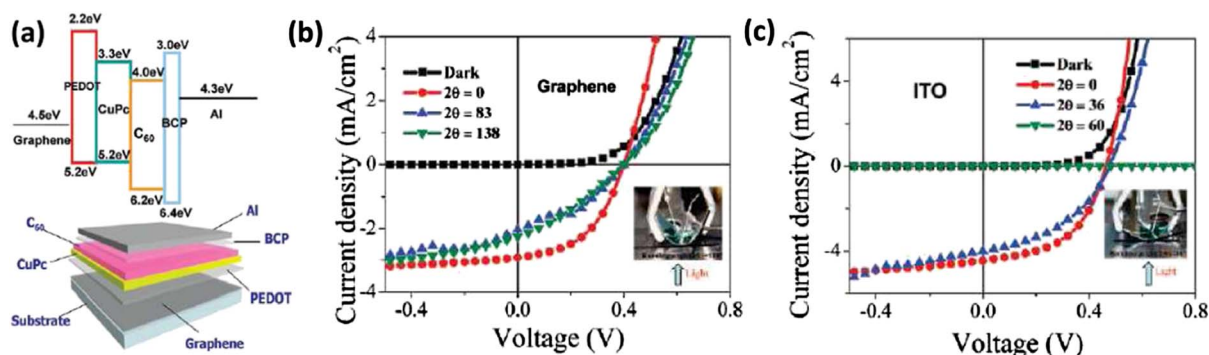 (a)
2.2eV
3.0eV
3.3eV
4.0eV
4.3eV
4.5eV
PEDOT
CuPc
C60
BCP
Al
Graphene
5.2eV
5.2eV
6.2eV
6.4eV
Al
C60
BCP
CuPc
PEDOT
Substrate
Graphene
(b)
Current density (mA/cm²)
4
2
0
-2
-4
Graphene
Dark
2θ = 0
2θ = 83
2θ = 138
Light
-0.4
0.0
0.4
0.8
Voltage (V)
(c)
Current density (mA/cm²)
4
0
-4
ITO
Dark
2θ = 0
2θ = 36
2θ = 60
Light
-0.4
0.0
0.4
0.8
Voltage (V)